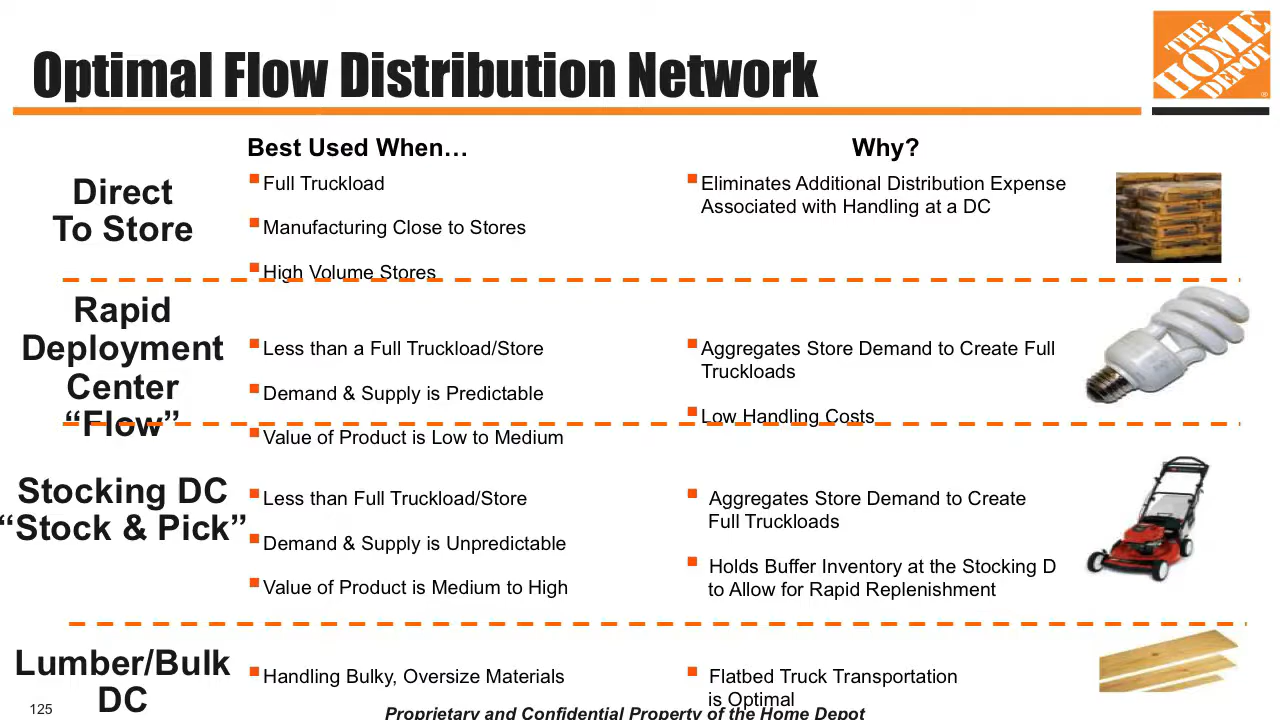 Optimal Flow Distribution Network
THE
HOME
DEPOT
®
Best Used When…
Why?
Direct
To Store
▪Full Truckload
▪Manufacturing Close to Stores
▪High Volume Stores
▪Eliminates Additional Distribution Expense
Associated with Handling at a DC
Rapid
Deployment
Center
“Flow”
▪Less than a Full Truckload/Store
▪Demand & Supply is Predictable
▪Value of Product is Low to Medium
▪Aggregates Store Demand to Create Full
Truckloads
▪Low Handling Costs
Stocking DC
“Stock & Pick”
▪Less than Full Truckload/Store
▪Demand & Supply is Unpredictable
▪Value of Product is Medium to High
▪ Aggregates Store Demand to Create
Full Truckloads
▪ Holds Buffer Inventory at the Stocking D
to Allow for Rapid Replenishment
Lumber/Bulk
DC
▪Handling Bulky, Oversize Materials
▪ Flatbed Truck Transportation
is Optimal
125
Proprietary and Confidential Property of the Home Depot